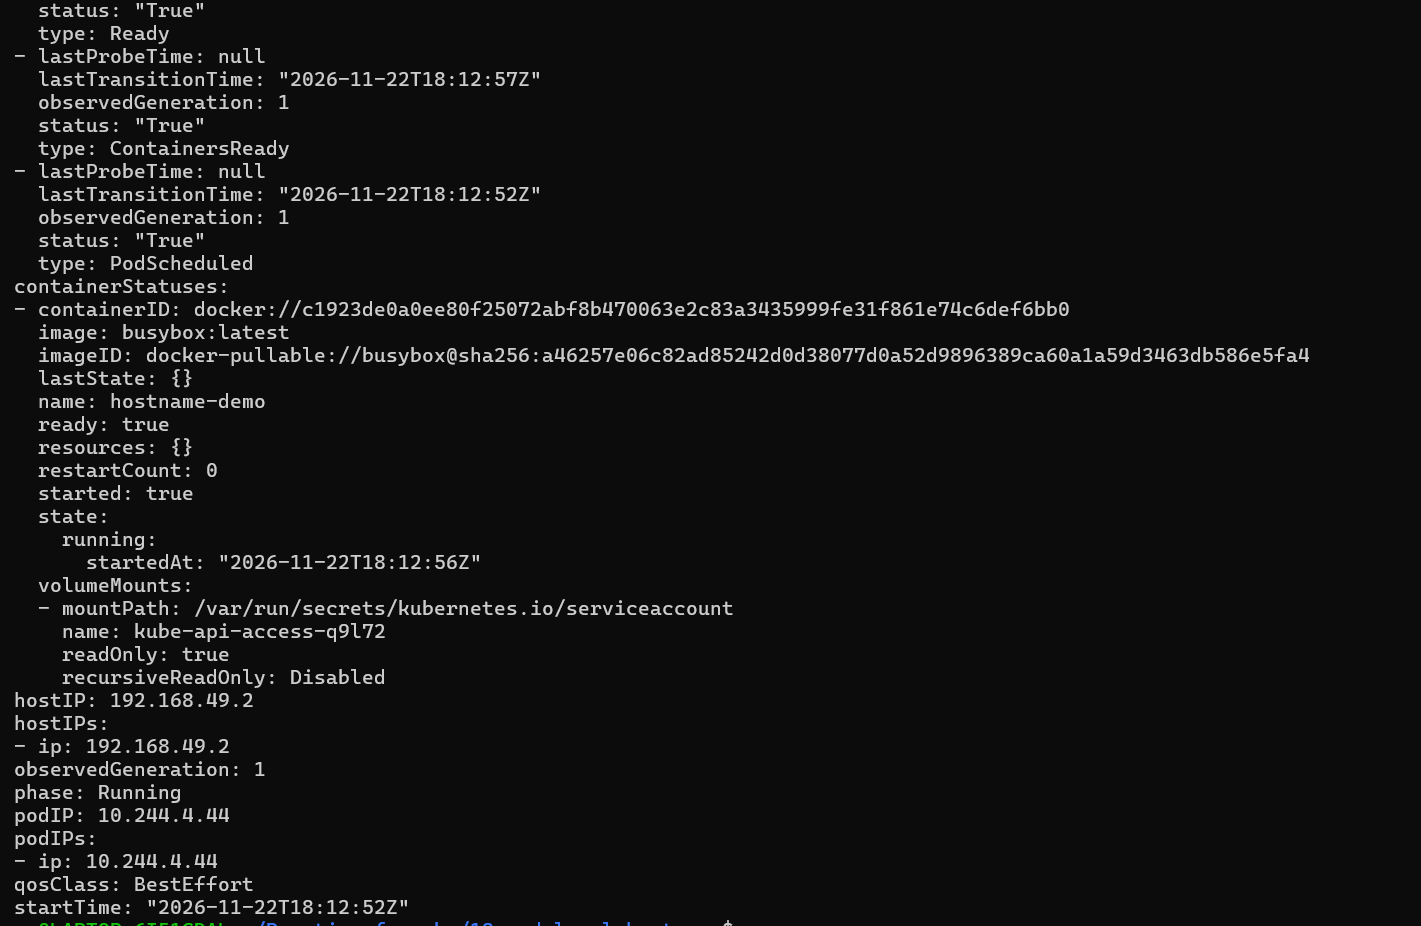 status: "True"
  type: Ready
- lastProbeTime: null
  lastTransitionTime: "2026-11-22T18:12:57Z"
  observedGeneration: 1
  status: "True"
  type: ContainersReady
- lastProbeTime: null
  lastTransitionTime: "2026-11-22T18:12:52Z"
  observedGeneration: 1
  status: "True"
  type: PodScheduled
containerStatuses:
- containerID: docker://c1923de0a0ee80f25072abf8b470063e2c83a3435999fe31f861e74c6def6bb0
  image: busybox:latest
  imageID: docker-pullable://busybox@sha256:a46257e06c82ad85242d0d38077d0a52d9896389ca60a1a59d3463db586e5fa4
  lastState: {}
  name: hostname-demo
  ready: true
  resources: {}
  restartCount: 0
  started: true
  state:
    running:
      startedAt: "2026-11-22T18:12:56Z"
  volumeMounts:
  - mountPath: /var/run/secrets/kubernetes.io/serviceaccount
    name: kube-api-access-q9l72
    readOnly: true
    recursiveReadOnly: Disabled
hostIP: 192.168.49.2
hostIPs:
- ip: 192.168.49.2
observedGeneration: 1
phase: Running
podIP: 10.244.4.44
podIPs:
- ip: 10.244.4.44
qosClass: BestEffort
startTime: "2026-11-22T18:12:52Z"